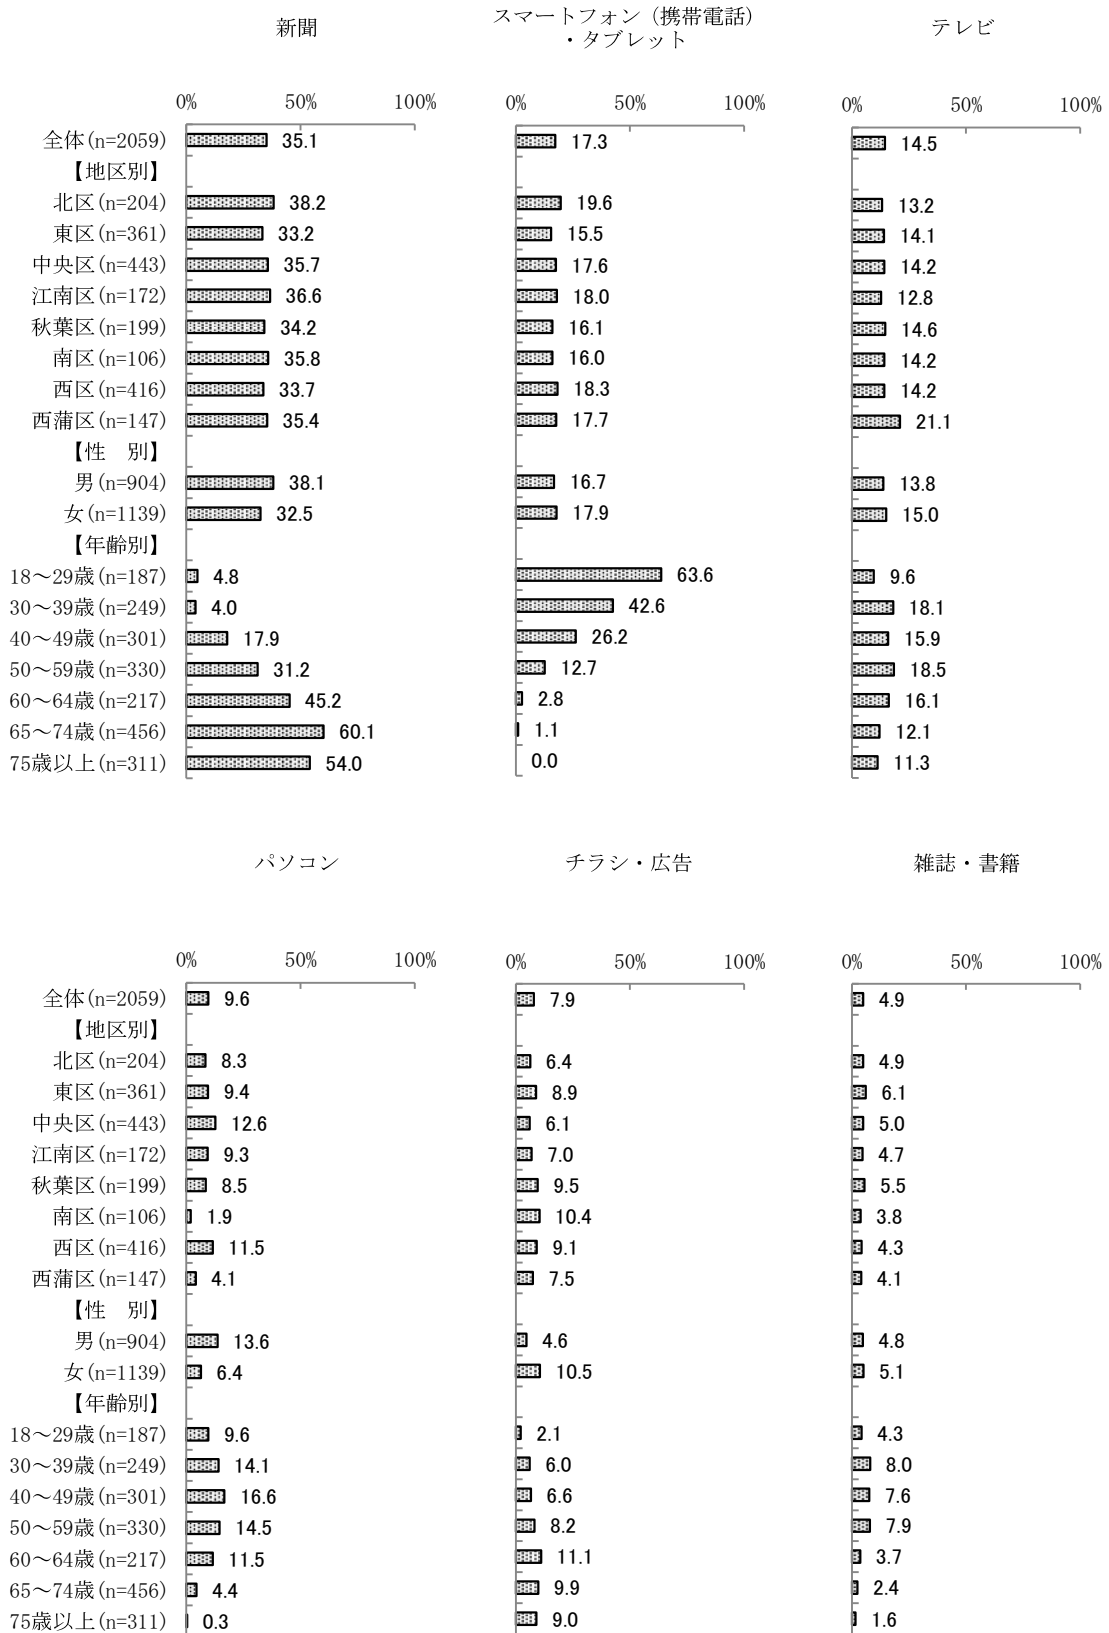 新聞
スマートフォン（携帯電話）
・タブレット
テレビ
0% 50% 100% 0% 50% 100% 0% 50% 100%
全体(n=2059) 35.1 17.3 14.5
【地区別】
北区(n=204) 38.2 19.6 13.2
東区(n=361) 33.2 15.5 14.1
中央区(n=443) 35.7 17.6 14.2
江南区(n=172) 36.6 18.0 12.8
秋葉区(n=199) 34.2 16.1 14.6
南区(n=106) 35.8 16.0 14.2
西区(n=416) 33.7 18.3 14.2
西蒲区(n=147) 35.4 17.7 21.1
【性　別】
男(n=904) 38.1 16.7 13.8
女(n=1139) 32.5 17.9 15.0
【年齢別】
18～29歳(n=187) 4.8 63.6 9.6
30～39歳(n=249) 4.0 42.6 18.1
40～49歳(n=301) 17.9 26.2 15.9
50～59歳(n=330) 31.2 12.7 18.5
60～64歳(n=217) 45.2 2.8 16.1
65～74歳(n=456) 60.1 1.1 12.1
75歳以上(n=311) 54.0 0.0 11.3
パソコン チラシ・広告 雑誌・書籍
0% 50% 100% 0% 50% 100% 0% 50% 100%
全体(n=2059) 9.6 7.9 4.9
【地区別】
北区(n=204) 8.3 6.4 4.9
東区(n=361) 9.4 8.9 6.1
中央区(n=443) 12.6 6.1 5.0
江南区(n=172) 9.3 7.0 4.7
秋葉区(n=199) 8.5 9.5 5.5
南区(n=106) 1.9 10.4 3.8
西区(n=416) 11.5 9.1 4.3
西蒲区(n=147) 4.1 7.5 4.1
【性　別】
男(n=904) 13.6 4.6 4.8
女(n=1139) 6.4 10.5 5.1
【年齢別】
18～29歳(n=187) 9.6 2.1 4.3
30～39歳(n=249) 14.1 6.0 8.0
40～49歳(n=301) 16.6 6.6 7.6
50～59歳(n=330) 14.5 8.2 7.9
60～64歳(n=217) 11.5 11.1 3.7
65～74歳(n=456) 4.4 9.9 2.4
75歳以上(n=311) 0.3 9.0 1.6